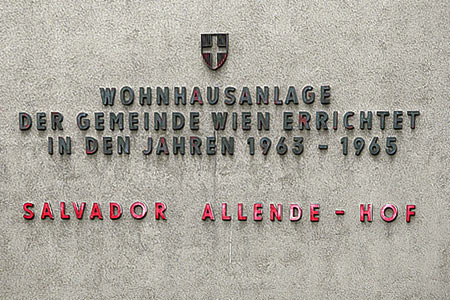 WOHNHAUSANLAGE
DER GEMEINDE WIEN ERRICHTET
IN DEN JAHREN 1963 - 1965
SALVADOR ALLENDE - HOF